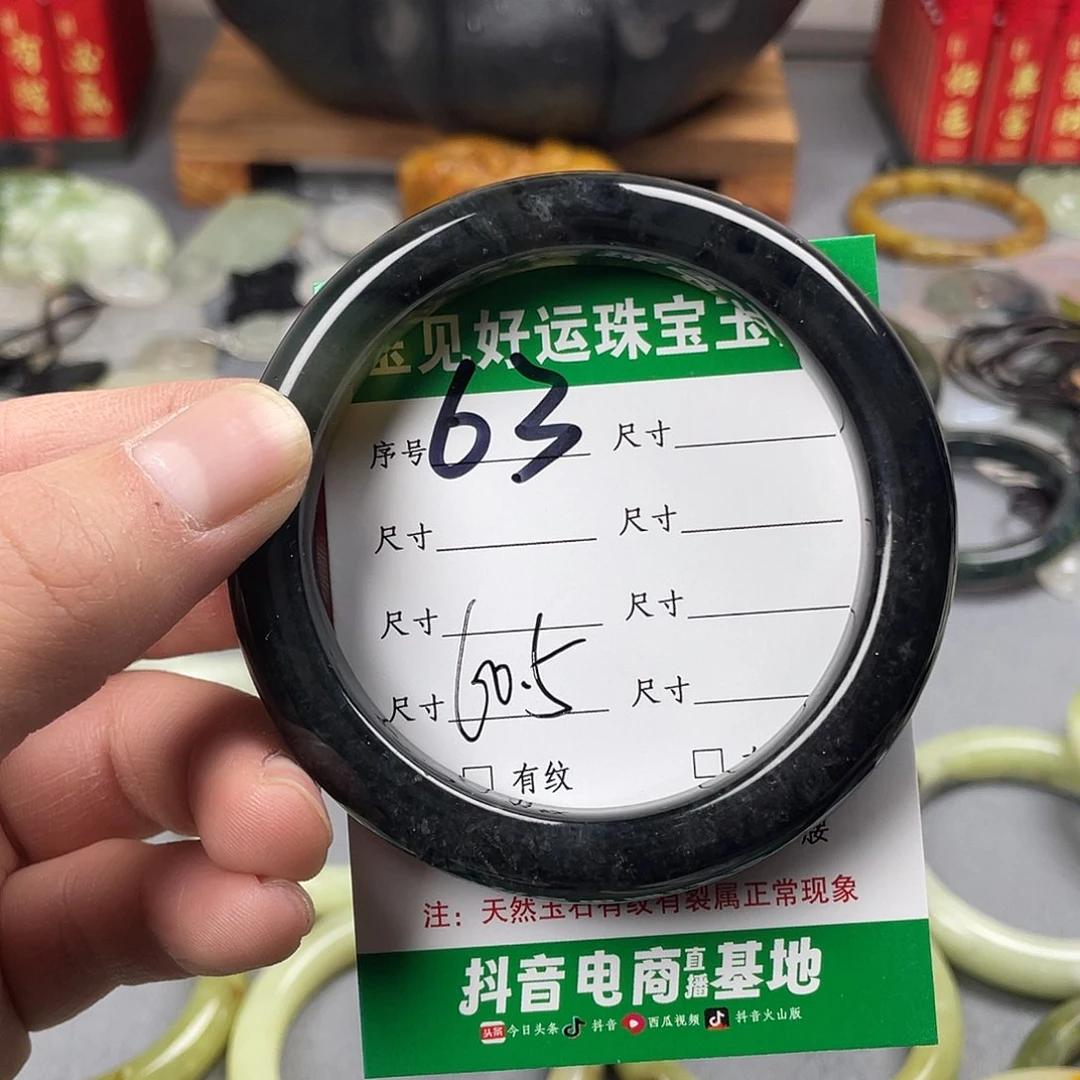 见好运珠宝玉
序号 63 尺寸
尺寸 尺寸
尺寸 尺寸
尺寸 60.5 尺寸
□ 有纹 □
注：天然玉石有纹有裂属正常现象
抖音电商直播基地
头条 今日头条 抖音 西瓜视频 抖音火山版